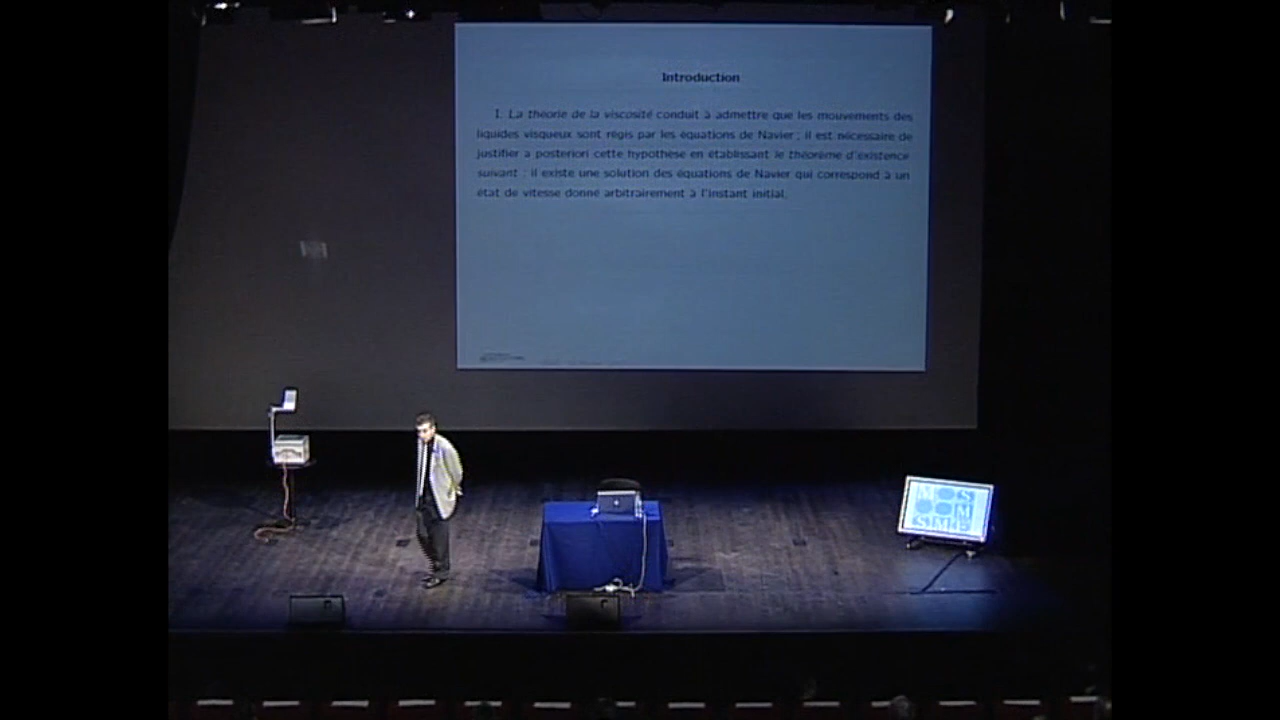 Introduction
I. La théorie de la viscosité conduit à admettre que les mouvements des
liquides visqueux sont régis par les équations de Navier ; il est nécessaire de
justifier a posteriori cette hypothèse en établissant le théorème d'existence
suivant : il existe une solution des équations de Navier qui correspond à un
état de vitesse donné arbitrairement à l'instant initial.